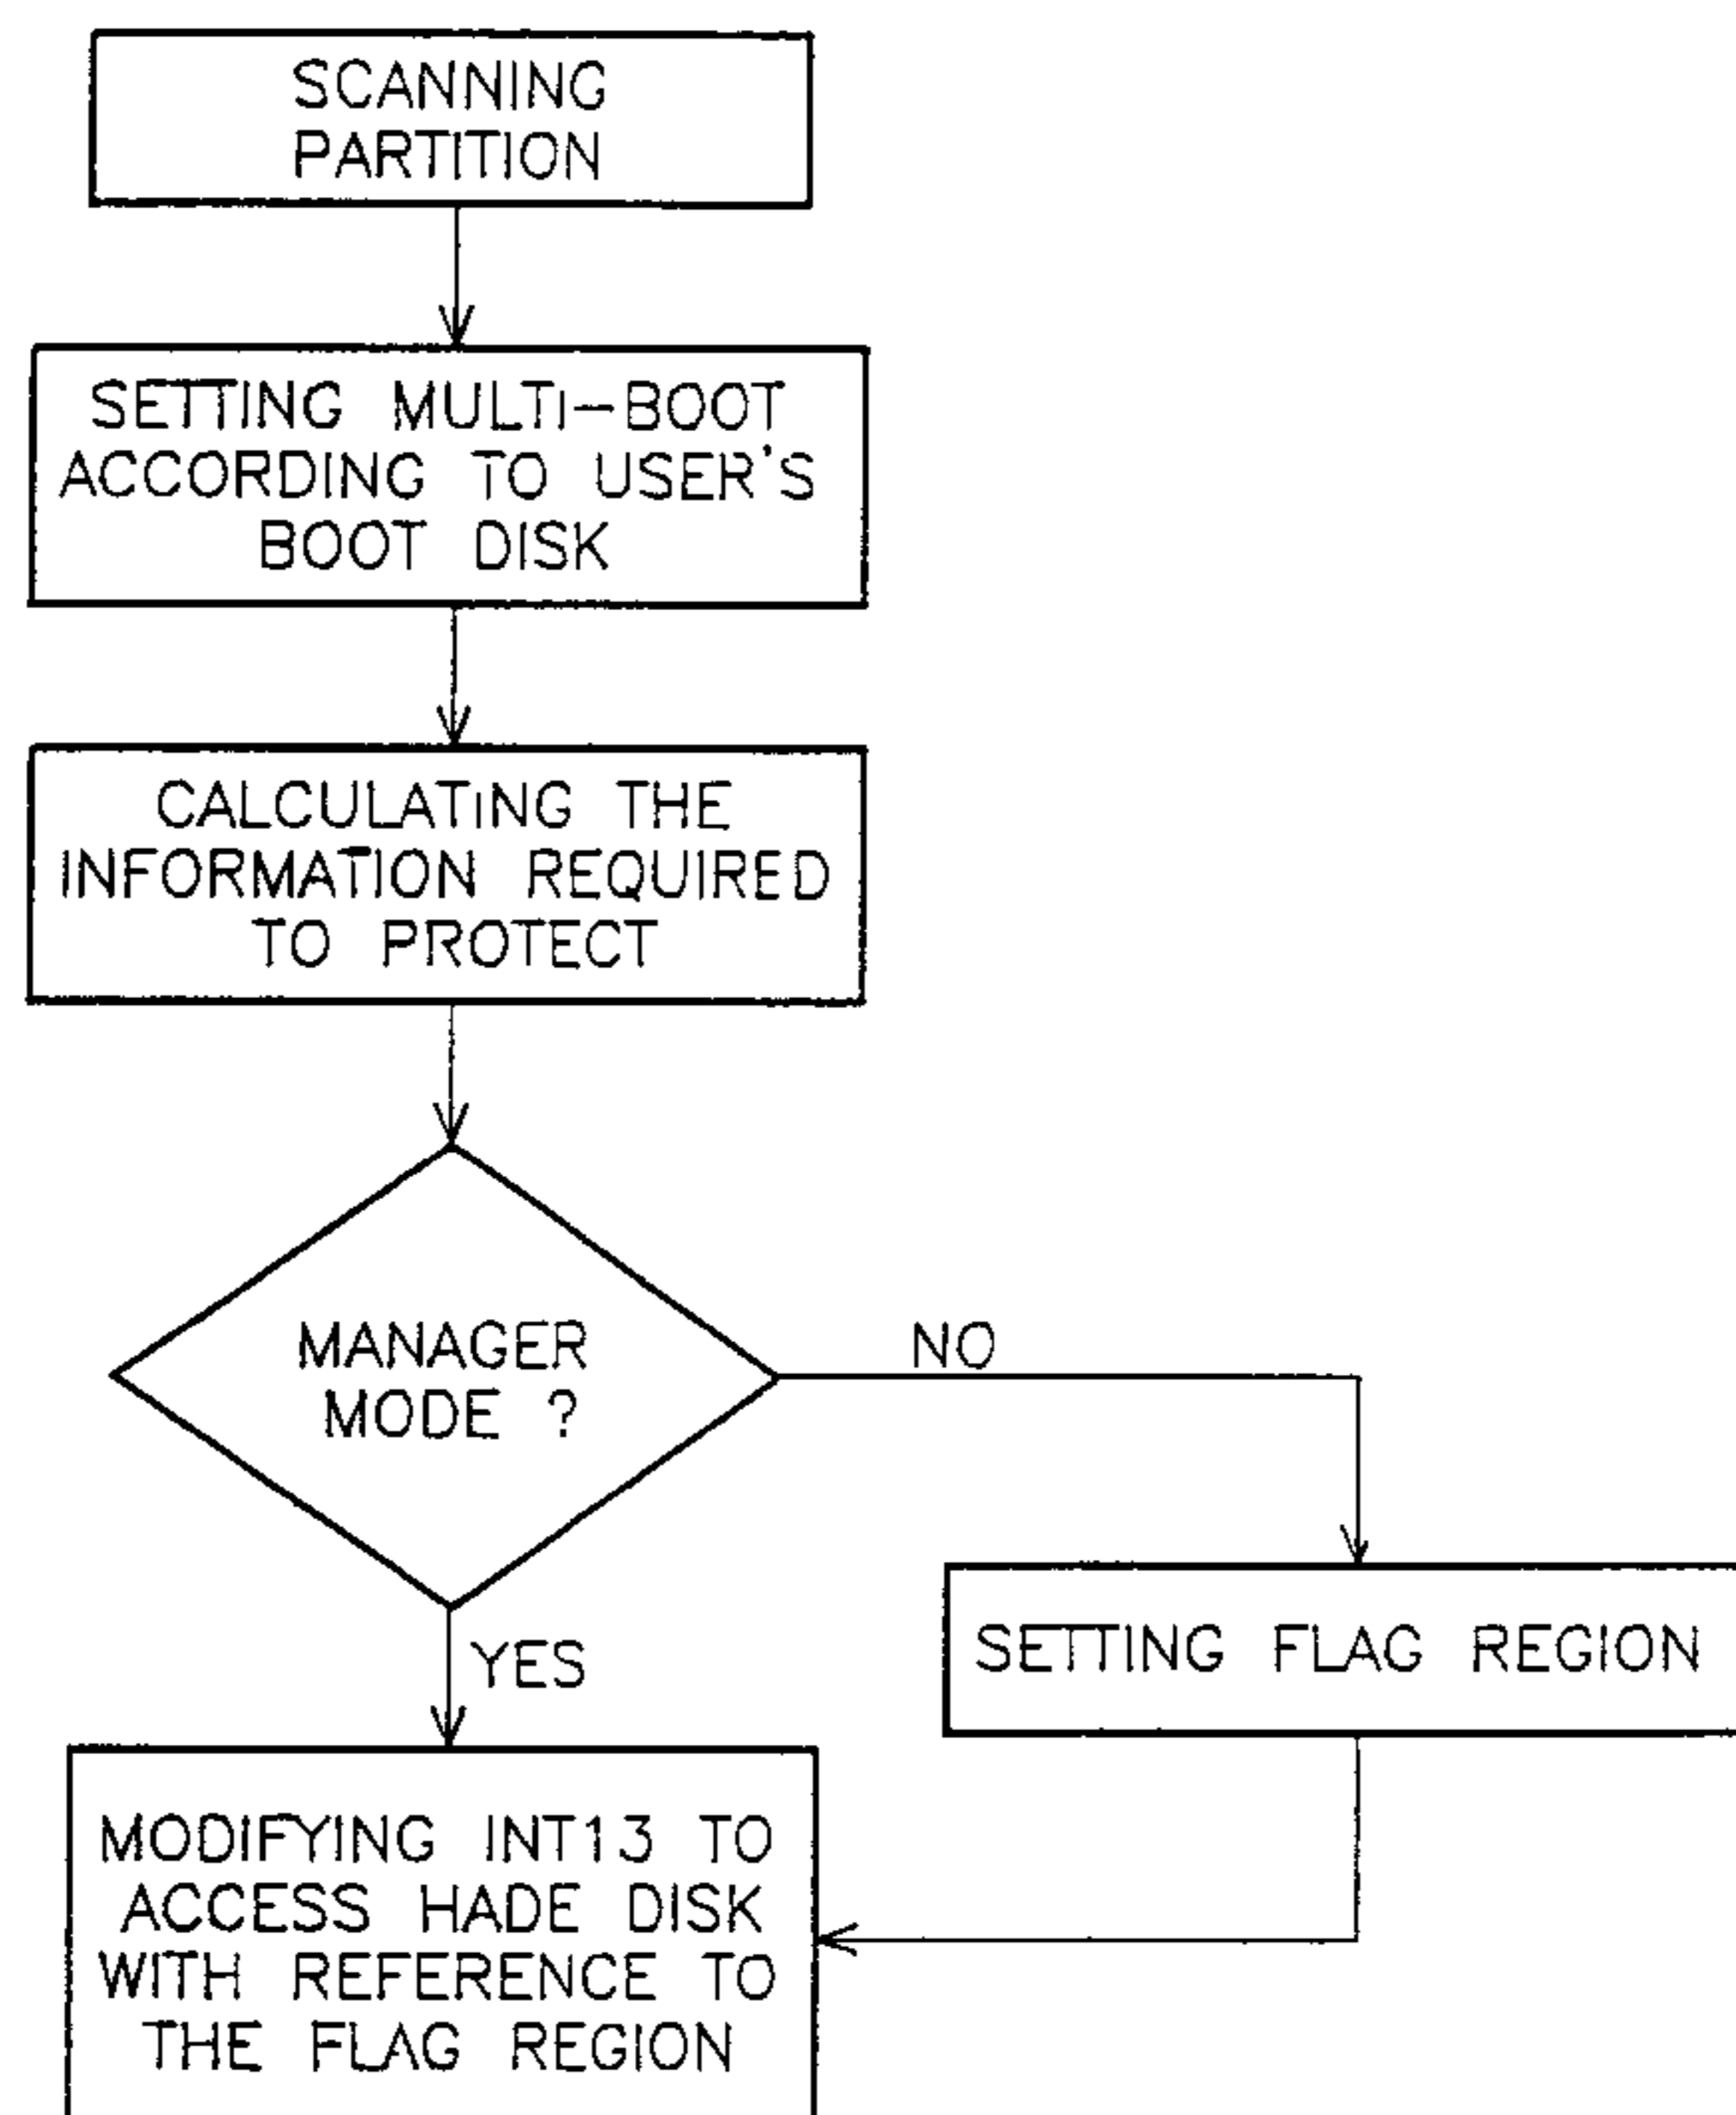 SCANNING
PARTITION
SETTING MULTI-BOOT
ACCORDING TO USER'S
BOOT DISK
CALCULATING THE
INFORMATION REQUIRED
TO PROTECT
MANAGER
MODE ?
NO
YES
SETTING FLAG REGION
MODIFYING INT13 TO
ACCESS HADE DISK
WITH REFERENCE TO
THE FLAG REGION